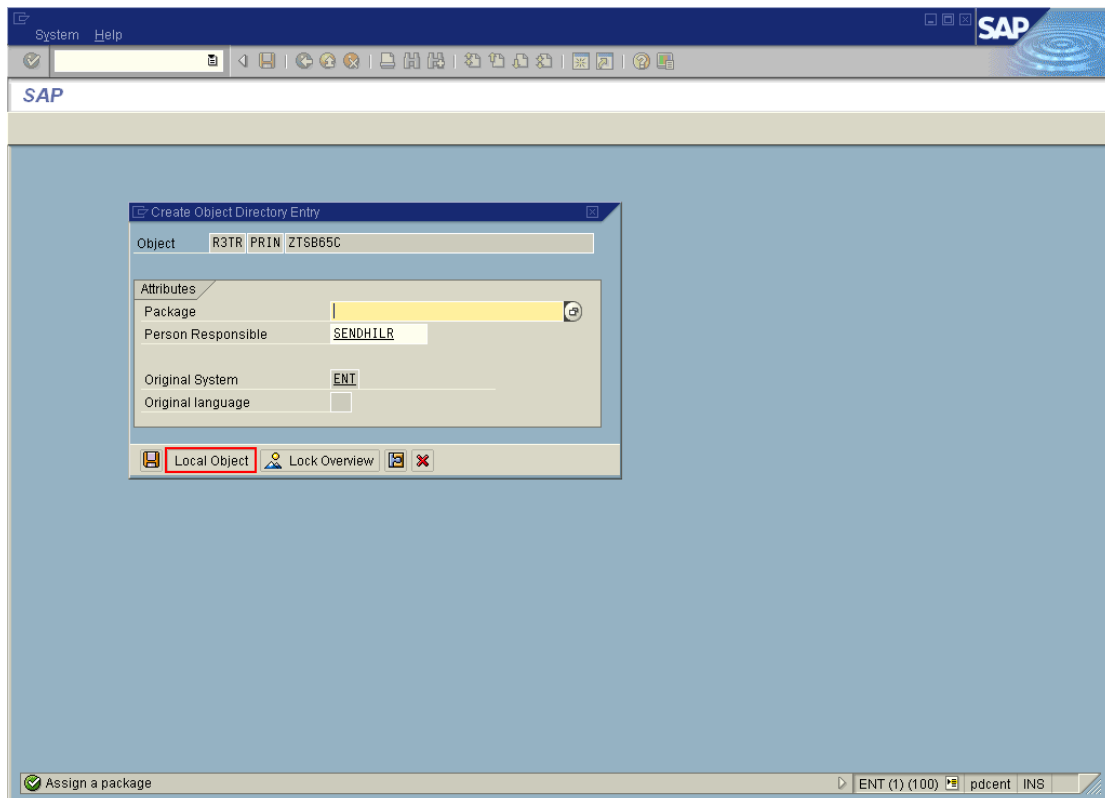 System Help
SAP
SAP
Create Object Directory Entry
Object R3TR PRIN ZTSB65C
Attributes
Package
Person Responsible SENDHILR
Original System ENT
Original language
Local Object Lock Overview
Assign a package ENT (1) (100) pdcent INS